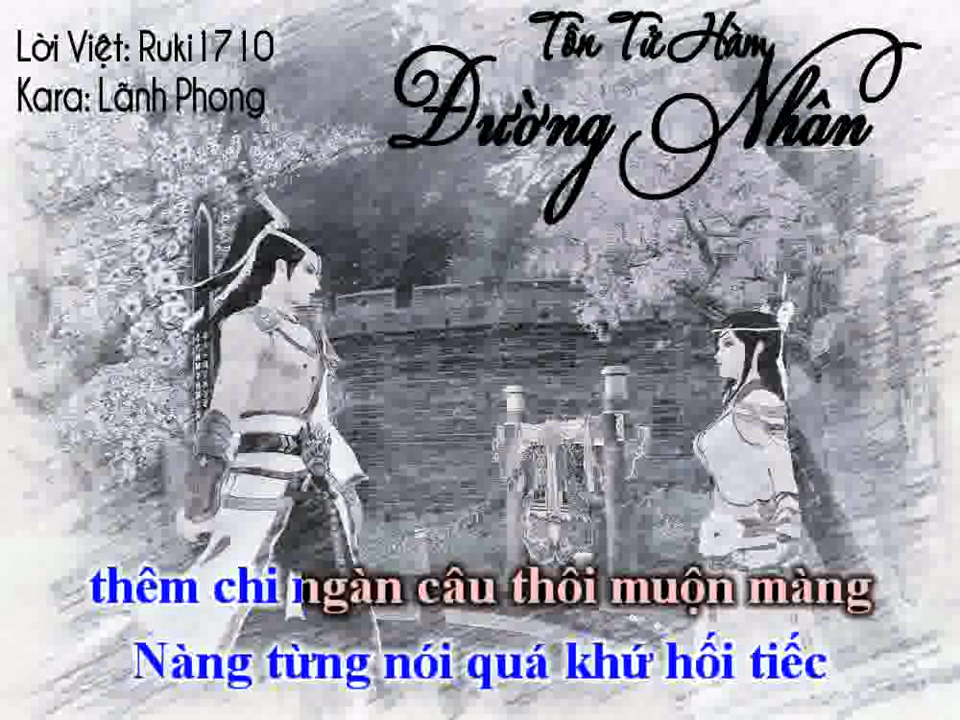 Lời Việt: Ruki1710
Kara: Lãnh Phong
Tôn Tử Hàm
Đường Nhân
thêm chi ngàn câu thôi muộn màng
Nàng từng nói quá khứ hối tiếc